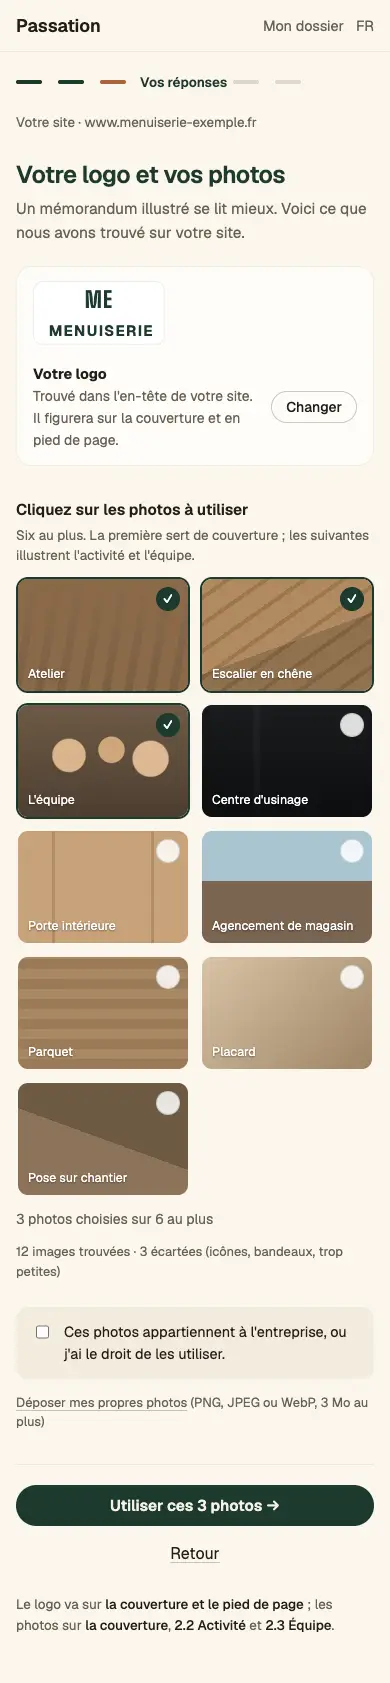 Passation
Mon dossier FR
Vos réponses
Votre site · www.menuiserie-exemple.fr
Votre logo et vos photos
Un mémorandum illustré se lit mieux. Voici ce que
nous avons trouvé sur votre site.
ME
MENUISERIE
Votre logo
Trouvé dans l'en-tête de votre site.
Il figurera sur la couverture et en
pied de page.
Changer
Cliquez sur les photos à utiliser
Six au plus. La première sert de couverture ; les suivantes
illustrent l'activité et l'équipe.
Atelier
Escalier en chêne
L'équipe
Centre d'usinage
Porte intérieure
Agencement de magasin
Parquet
Placard
Pose sur chantier
3 photos choisies sur 6 au plus
12 images trouvées · 3 écartées (icônes, bandeaux, trop
petites)
Ces photos appartiennent à l'entreprise, ou
j'ai le droit de les utiliser.
Déposer mes propres photos (PNG, JPEG ou WebP, 3 Mo au
plus)
Utiliser ces 3 photos →
Retour
Le logo va sur la couverture et le pied de page ; les
photos sur la couverture, 2.2 Activité et 2.3 Équipe.